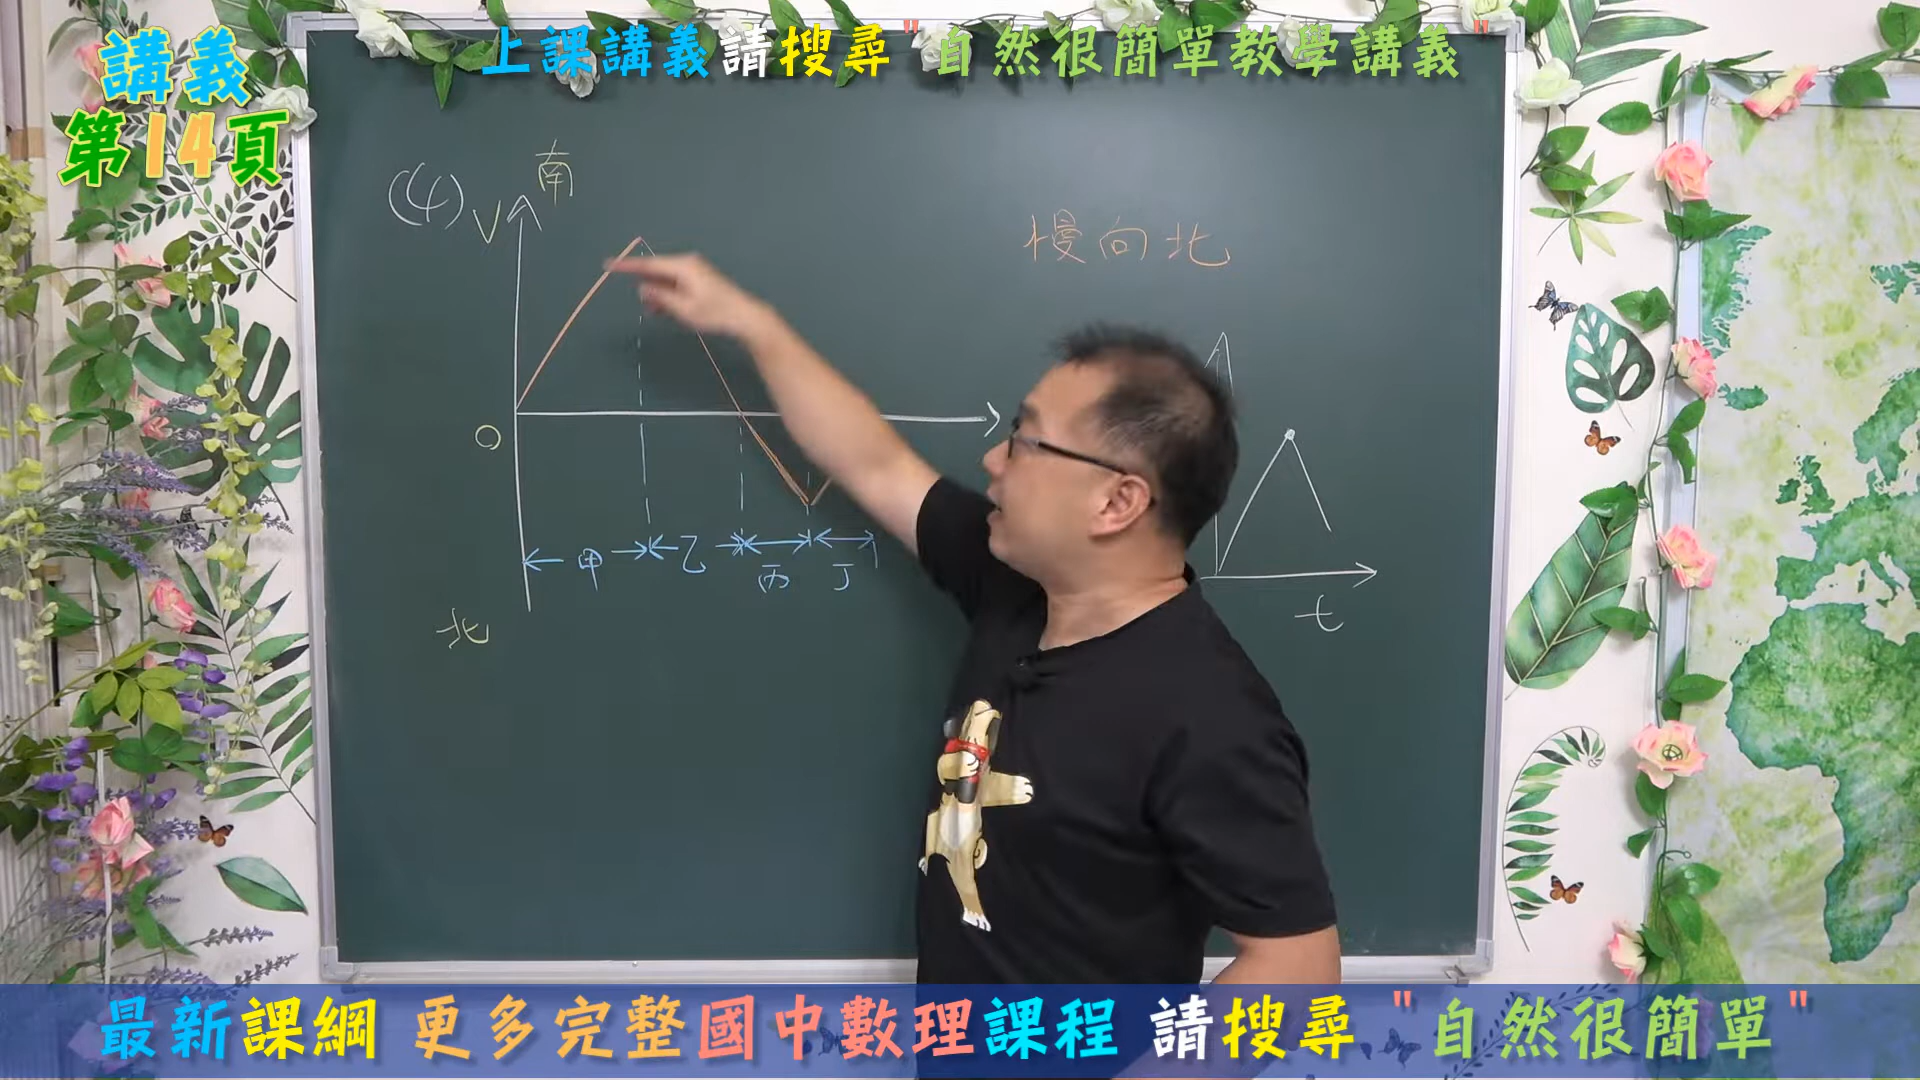 上課講義請搜尋"自然很簡單教學講義"
講義
第14頁
(4)
V
南
慢向北
0
甲 乙 丙 丁
t
北
最新課綱 更多完整國中數理課程 請搜尋"自然很簡單"